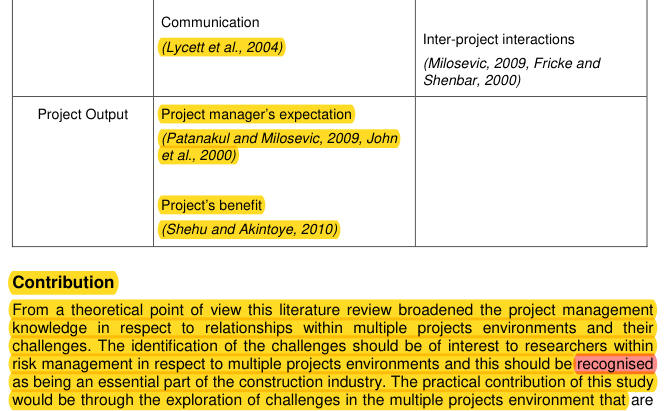 Communication
(Lycett et al., 2004)
Inter-project interactions
(Milosevic, 2009, Fricke and
Shenbar, 2000)
Project Output
Project manager's expectation
(Patanakul and Milosevic, 2009, John
et al., 2000)
Project's benefit
(Shehu and Akintoye, 2010)
Contribution
From a theoretical point of view this literature review broadened the project management
knowledge in respect to relationships within multiple projects environments and their
challenges. The identification of the challenges should be of interest to researchers within
risk management in respect to multiple projects environments and this should be recognised
as being an essential part of the construction industry. The practical contribution of this study
would be through the exploration of challenges in the multiple projects environment that are